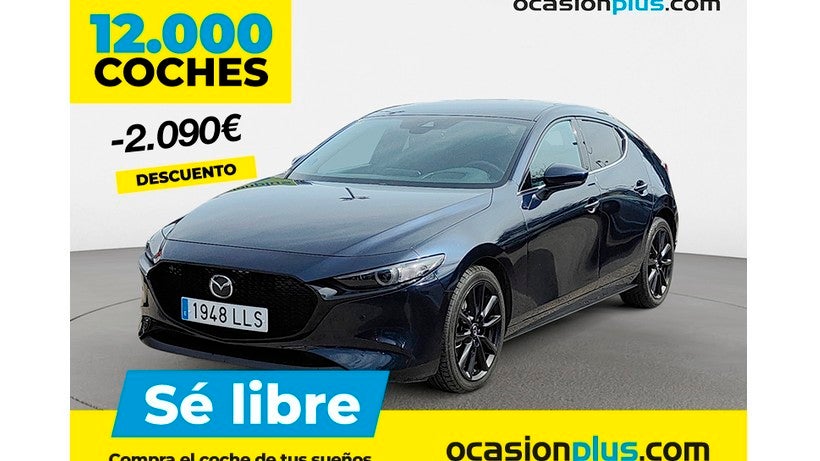 12.000
COCHES
ocasionplus.com
-2.090€
DESCUENTO
1948 LLS
Sé libre
Compra el coche de tus sueños
ocasionplus.com